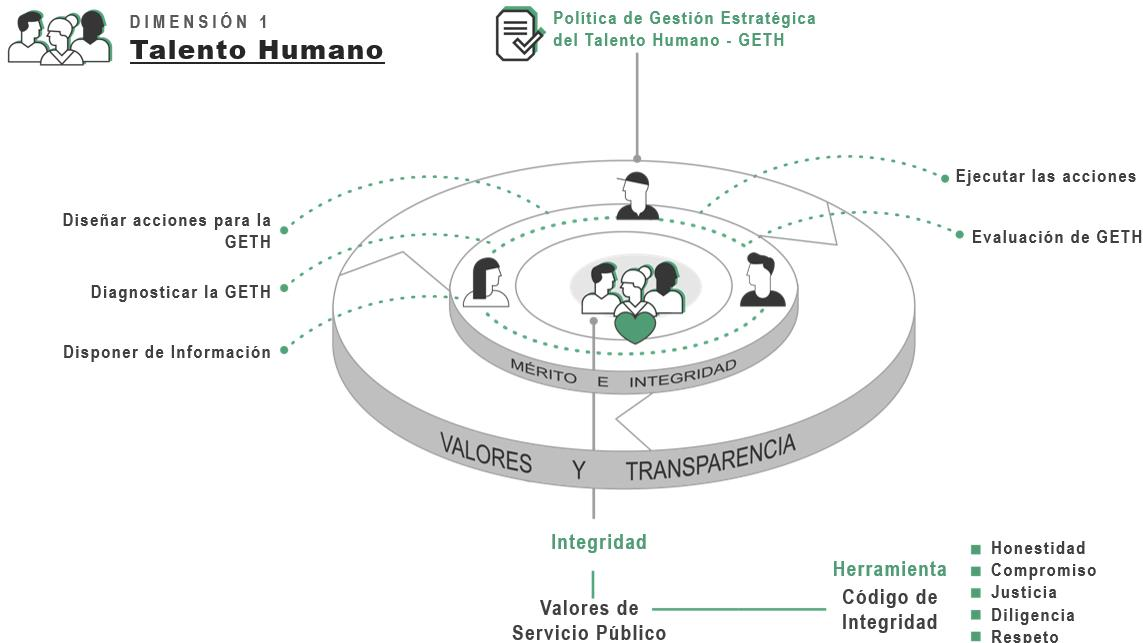 DIMENSIÓN 1
Talento Humano
Política de Gestión Estratégica
del Talento Humano - GETH
Diseñar acciones para la
GETH
Diagnosticar la GETH
Disponer de Información
Ejecutar las acciones
Evaluación de GETH
MÉRITO E INTEGRIDAD
VALORES Y TRANSPARENCIA
Integridad
Valores de
Servicio Público
Herramienta
Código de
Integridad
Honestidad
Compromiso
Justicia
Diligencia
Respeto